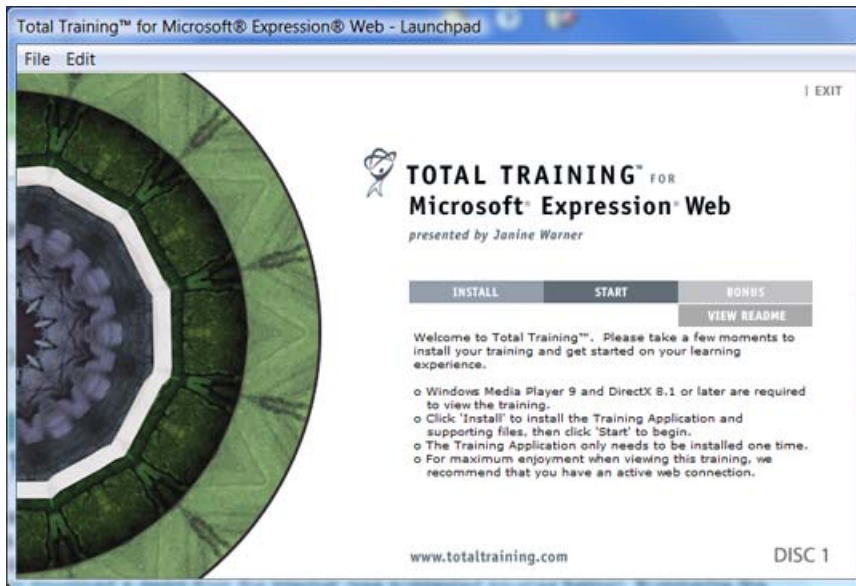 Total Training™ for Microsoft® Expression® Web - Launchpad
File Edit
| EXIT
TOTAL TRAINING™ FOR
Microsoft® Expression® Web
presented by Janine Warner
INSTALL START BONUS
VIEW README
Welcome to Total Training™. Please take a few moments to
install your training and get started on your learning
experience.
o Windows Media Player 9 and DirectX 8.1 or later are required
to view the training.
o Click 'Install' to install the Training Application and
supporting files, then click 'Start' to begin.
o The Training Application only needs to be installed one time.
o For maximum enjoyment when viewing this training, we
recommend that you have an active web connection.
www.totaltraining.com DISC 1